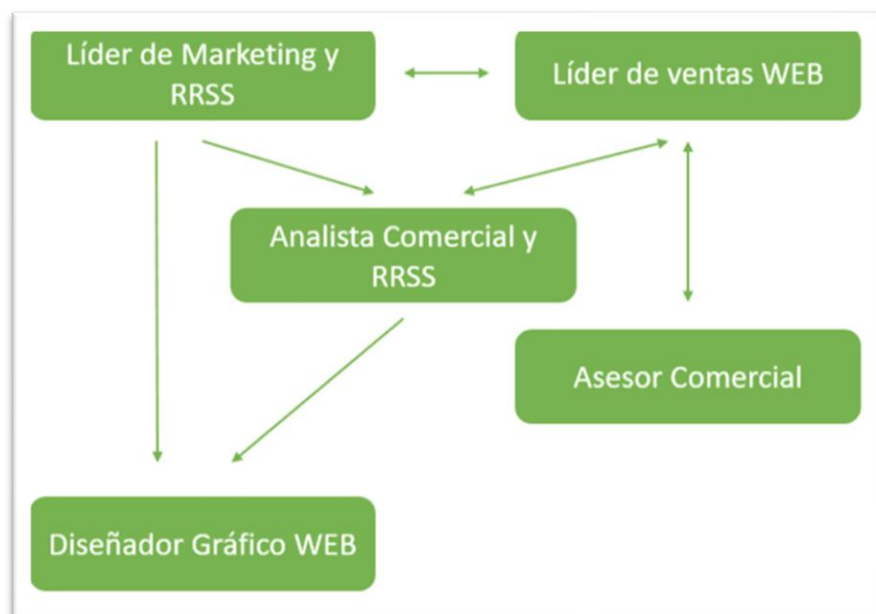 Líder de Marketing y
RRSS
Líder de ventas WEB
Analista Comercial y
RRSS
Asesor Comercial
Diseñador Gráfico WEB